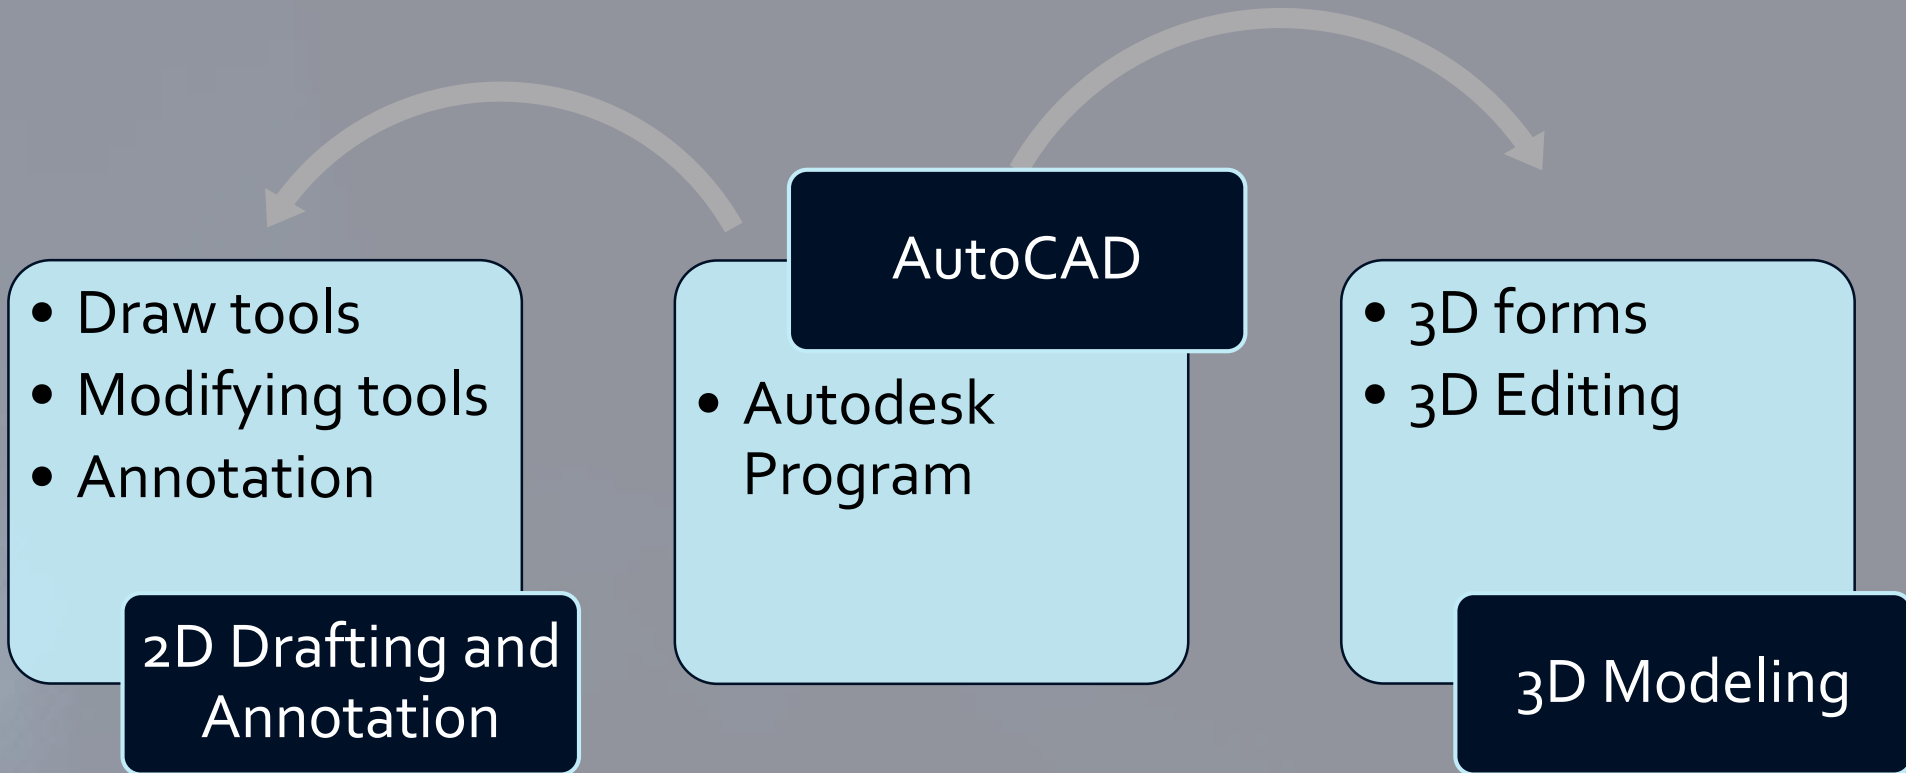 • Draw tools
• Modifying tools
• Annotation
2D Drafting and
Annotation
AutoCAD
• Autodesk
Program
• 3D forms
• 3D Editing
3D Modeling